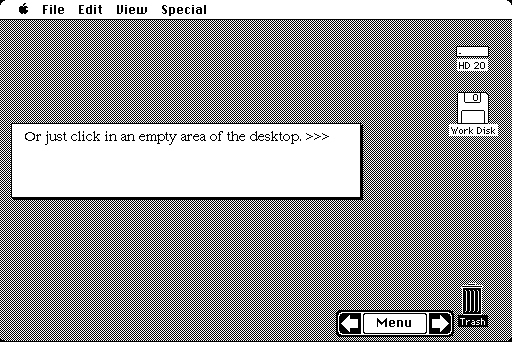 File Edit View Special
HD 20
Work Disk
Or just click in an empty area of the desktop. >>>
Menu
Trash